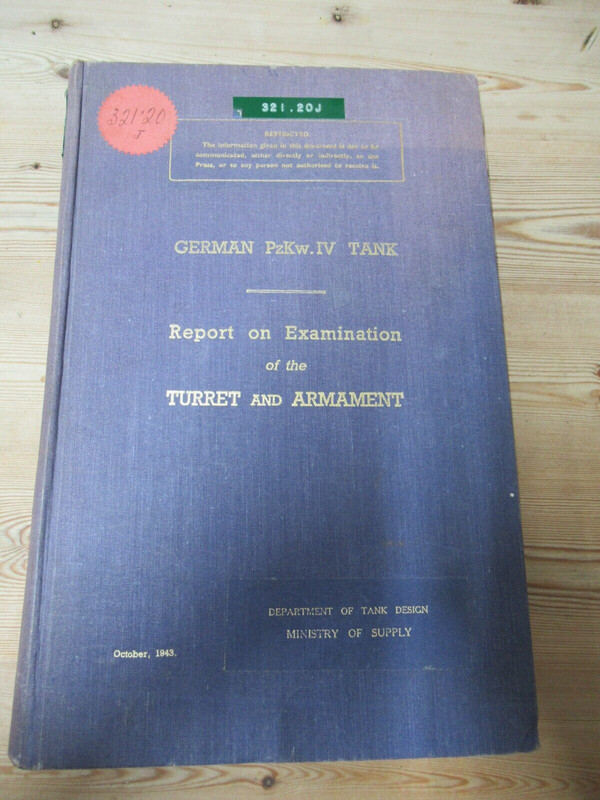 321·20
J
321.20J
RESTRICTED.
The information given in this document is not to be
communicated, either directly or indirectly, to the
Press, or to any person not authorised to receive it.
GERMAN PzKw.IV TANK
Report on Examination
of the
TURRET AND ARMAMENT
DEPARTMENT OF TANK DESIGN
MINISTRY OF SUPPLY
October, 1943.